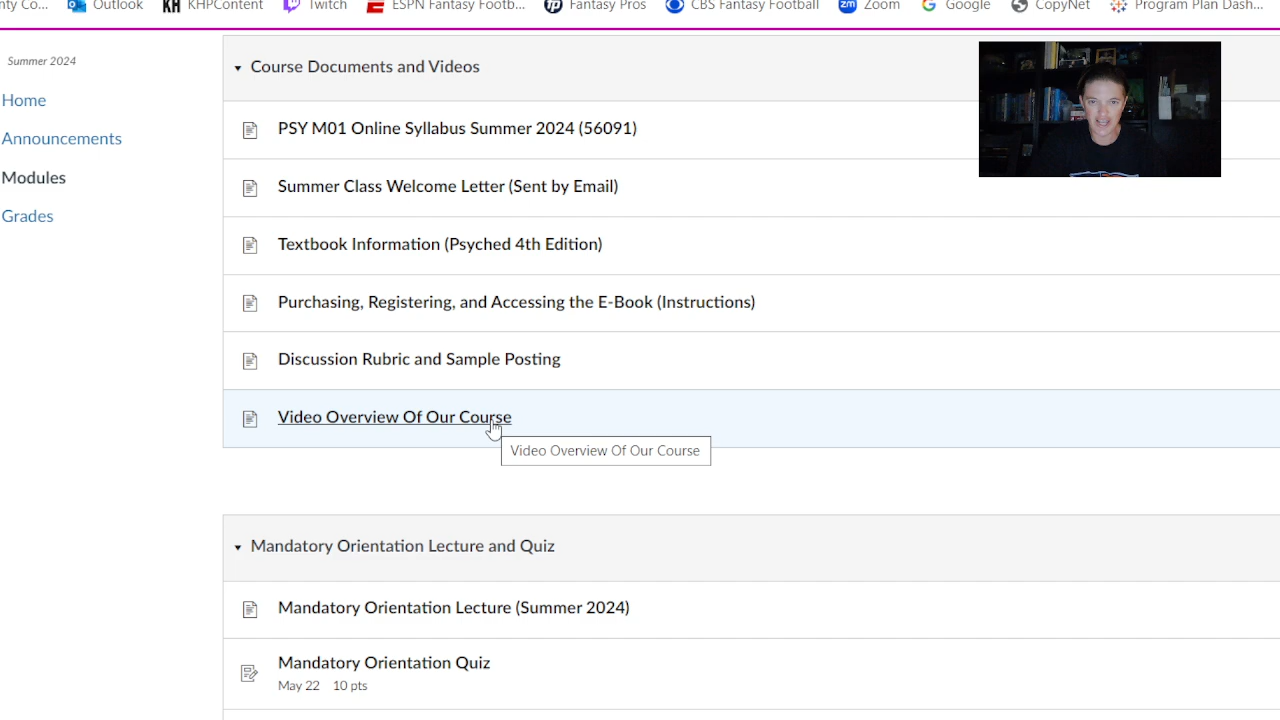 nty Co... Outlook KHPContent Twitch ESPN Fantasy Footb... Fantasy Pros CBS Fantasy Football Zoom Google CopyNet Program Plan Dash...
Summer 2024
Home
Announcements
Modules
Grades
Course Documents and Videos
PSY M01 Online Syllabus Summer 2024 (56091)
Summer Class Welcome Letter (Sent by Email)
Textbook Information (Psyched 4th Edition)
Purchasing, Registering, and Accessing the E-Book (Instructions)
Discussion Rubric and Sample Posting
Video Overview Of Our Course
Video Overview Of Our Course
Mandatory Orientation Lecture and Quiz
Mandatory Orientation Lecture (Summer 2024)
Mandatory Orientation Quiz
May 22 10 pts